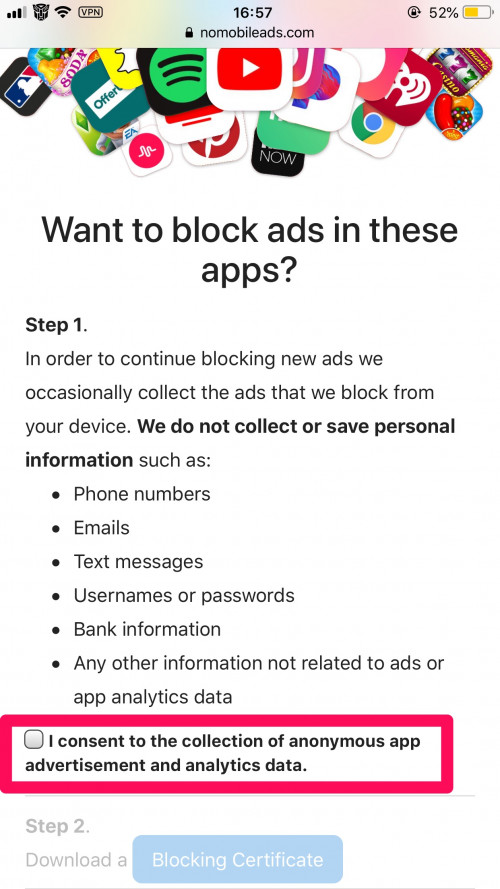 VPN
16:57
52%
nomobileads.com
SODA
Casino
Offert
EA
NOW
Want to block ads in these
apps?
Step 1.
In order to continue blocking new ads we
occasionally collect the ads that we block from
your device. We do not collect or save personal
information such as:
• Phone numbers
• Emails
• Text messages
• Usernames or passwords
• Bank information
• Any other information not related to ads or
app analytics data
I consent to the collection of anonymous app
advertisement and analytics data.
Step 2.
Download a Blocking Certificate